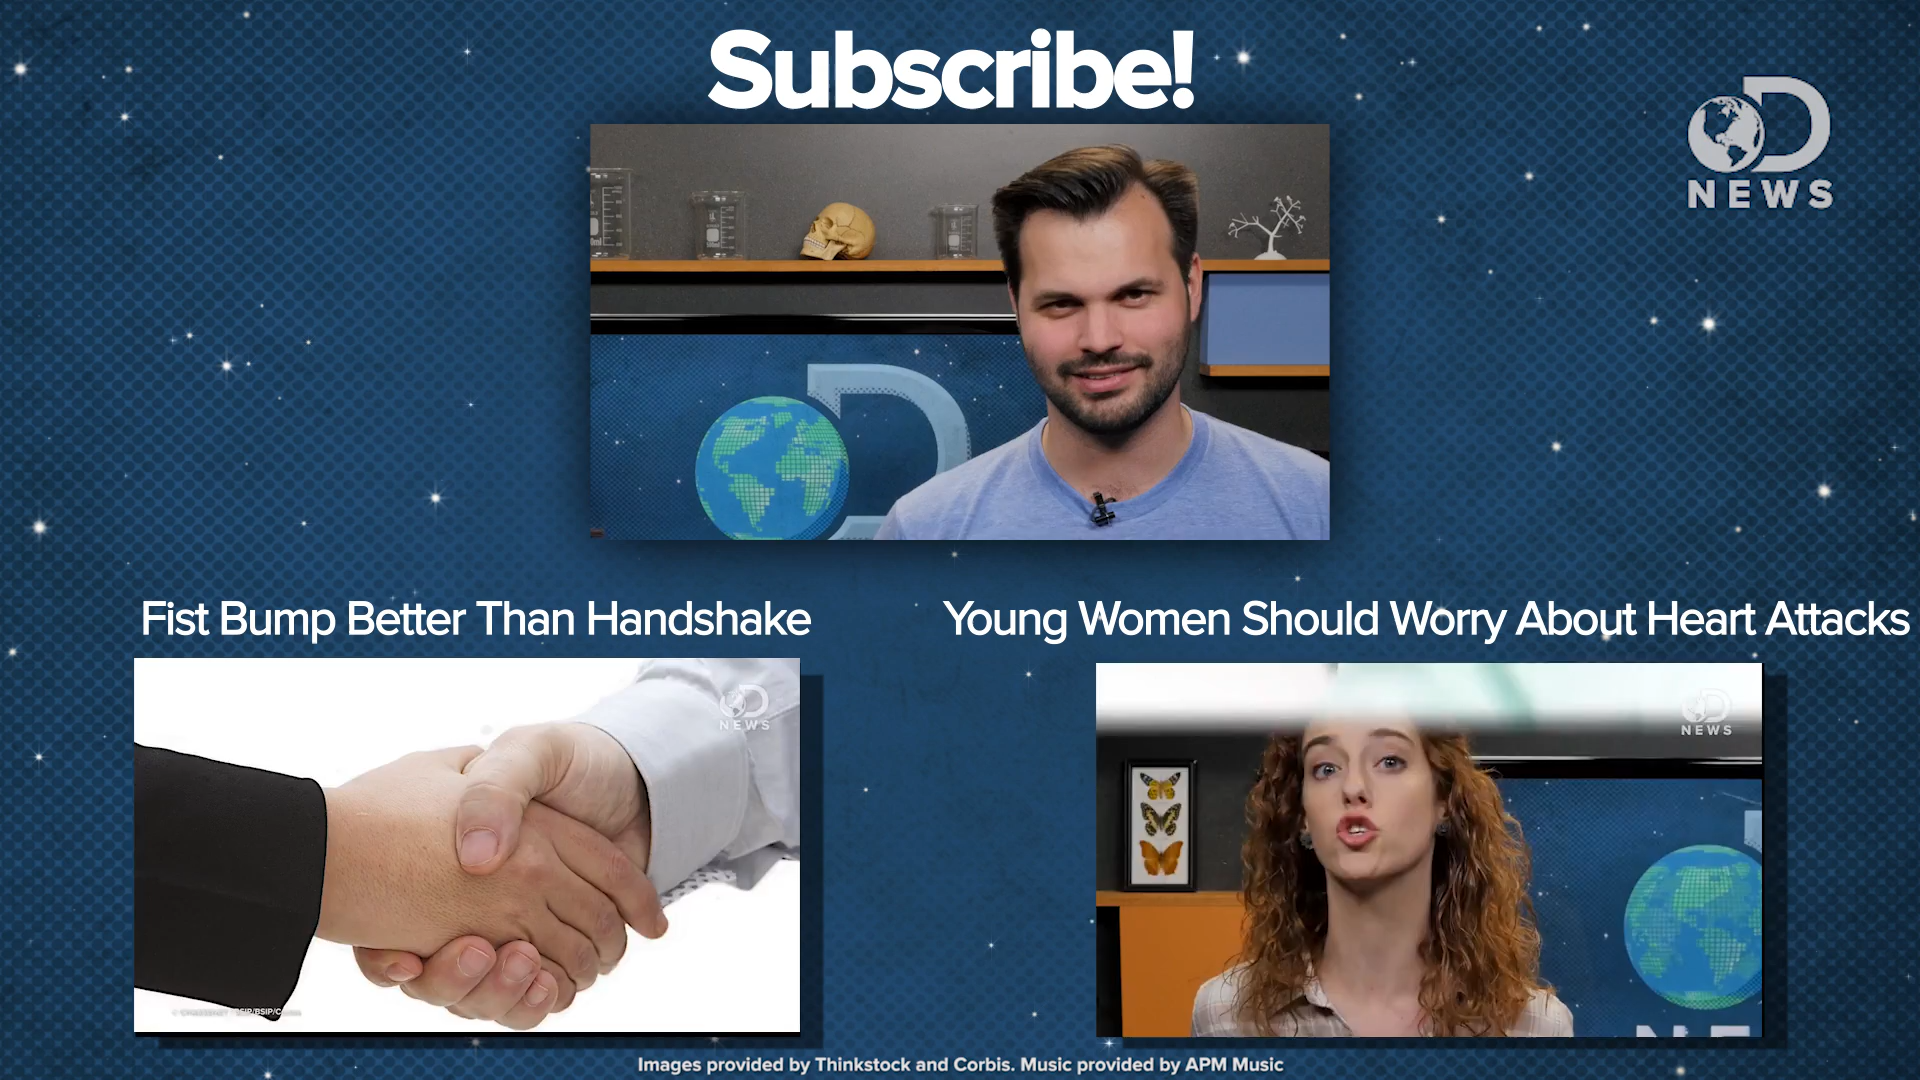 Subscribe!
NEWS
Fist Bump Better Than Handshake
Young Women Should Worry About Heart Attacks
NEWS
NEWS
Images provided by Thinkstock and Corbis. Music provided by APM Music